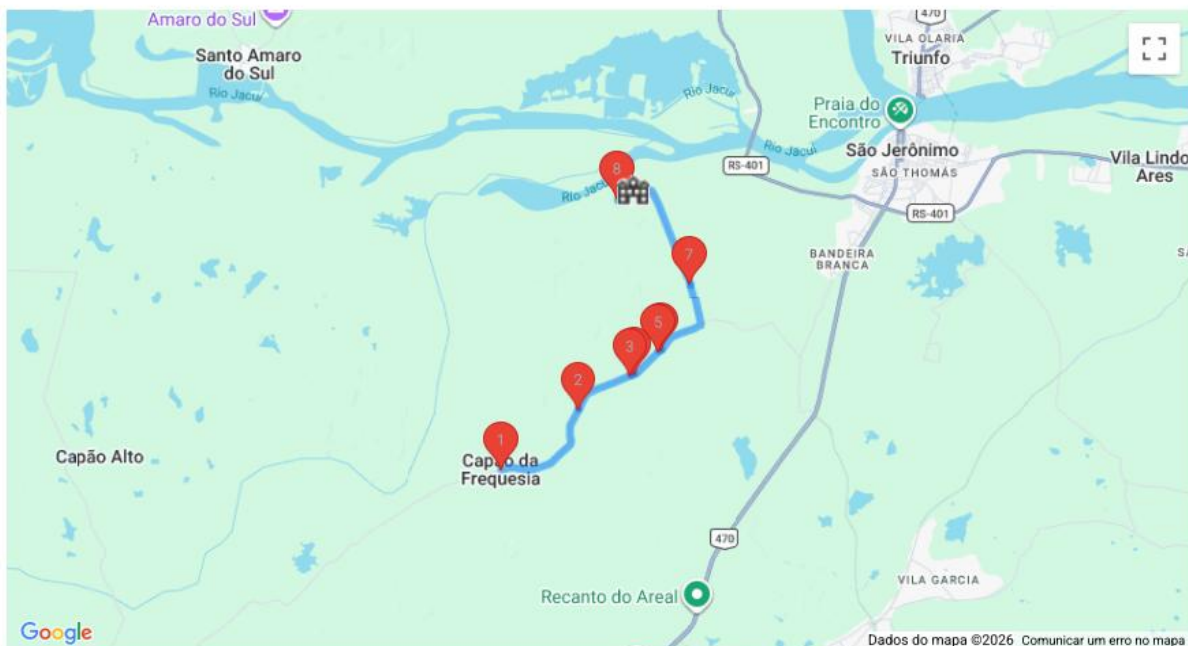 Amaro do Sul
Santo Amaro
do Sul
Rio Jacuí
Rio Jacuí
470
VILA OLARIA
Triunfo
Praia do
Encontro
Rio Jacuí
São Jerônimo
SÃO THOMÁS
RS-401
Vila Lindo
Ares
RS-401
8
Rio Jacuí
BANDEIRA
BRANCA
7
5
3
2
1
Capão Alto
Capão da
Frequesia
470
VILA GARCIA
Recanto do Areal
Google
Dados do mapa ©2026
Comunicar um erro no mapa